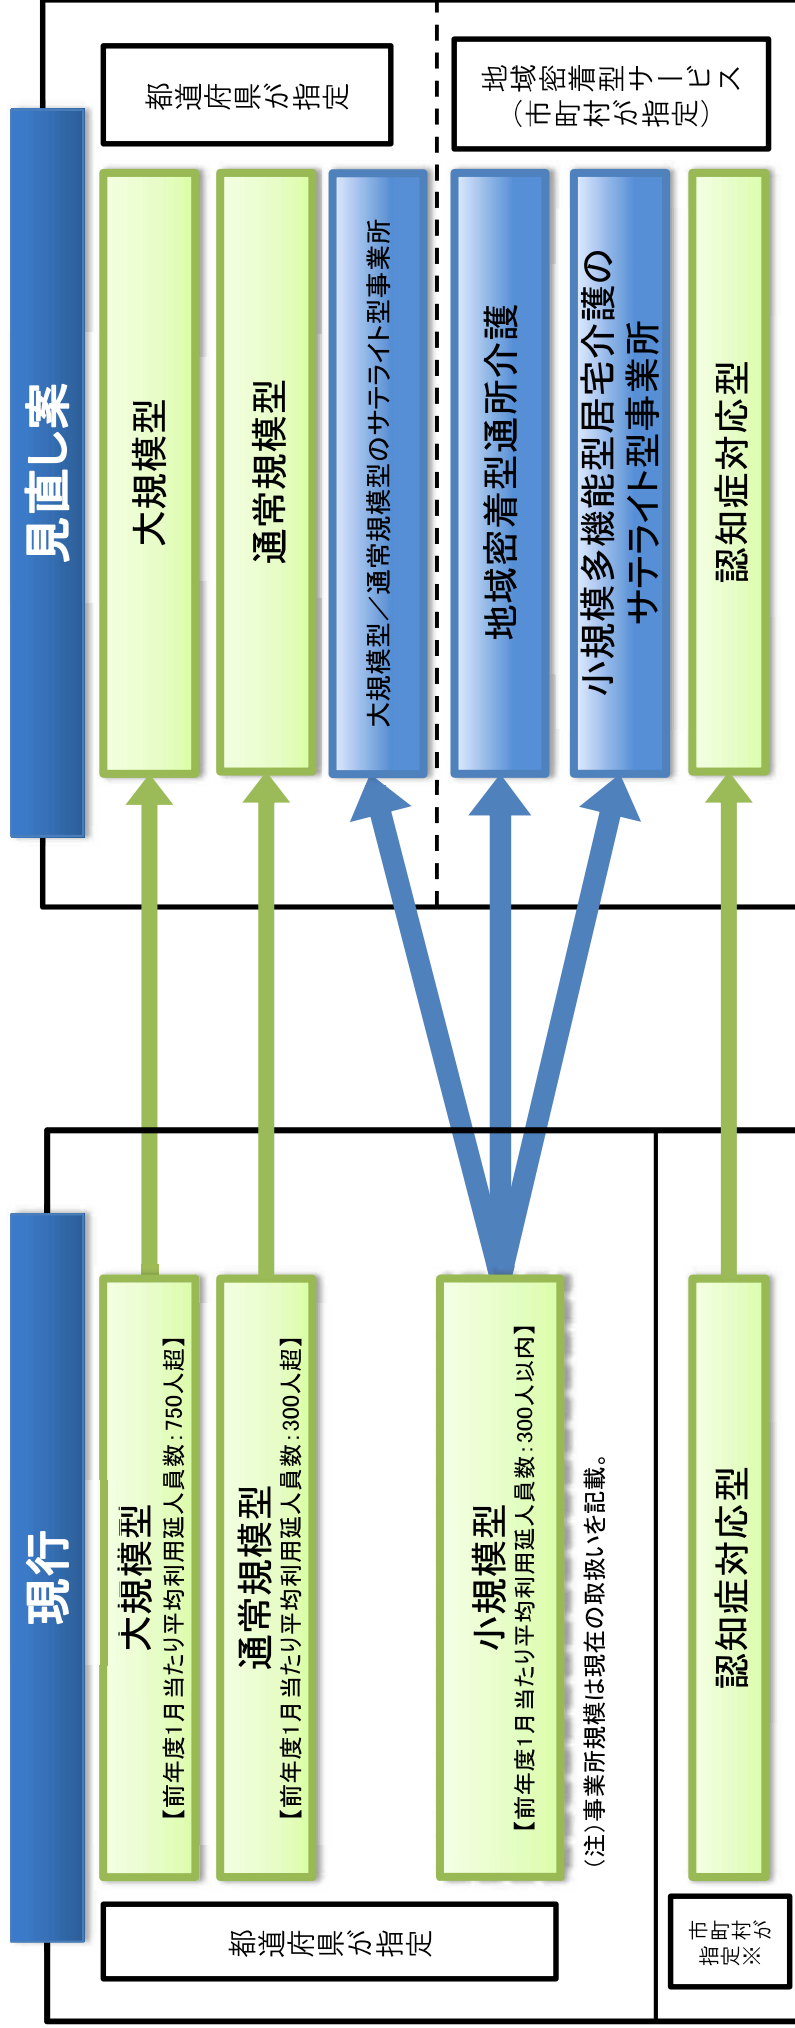 現行
都道府県が指定
大規模型
【前年度1月当たり平均利用延人員数：750人超】
通常規模型
【前年度1月当たり平均利用延人員数：300人超】
小規模型
【前年度1月当たり平均利用延人員数：300人以内】
（注）事業所規模は現在の取扱いを記載。
市町村が
指定※
認知症対応型
見直し案
大規模型
通常規模型
大規模型／通常規模型のサテライト型事業所
都道府県が指定
地域密着型通所介護
小規模多機能型居宅介護の
サテライト型事業所
認知症対応型
地域密着型サービス
（市町村が指定）